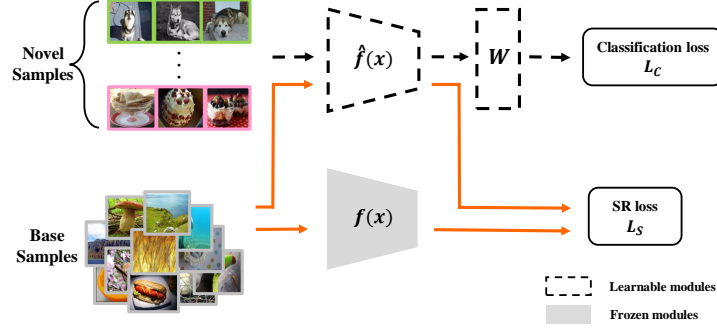 Novel
Samples
f̂(x)
W
Classification loss
L_C
Base
Samples
f(x)
SR loss
L_S
Learnable modules
Frozen modules